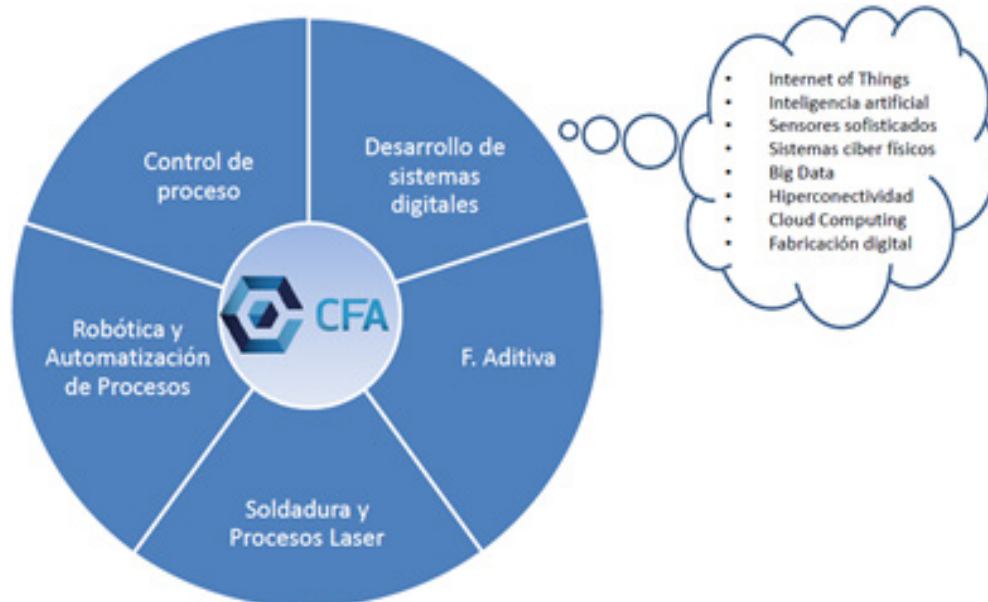 Control de
proceso
Desarrollo de
sistemas
digitales
• Internet of Things
• Inteligencia artificial
• Sensores sofisticados
• Sistemas ciber físicos
• Big Data
• Hiperconectividad
• Cloud Computing
• Fabricación digital
Robótica y
Automatización
de Procesos
CFA
F. Aditiva
Soldadura y
Procesos Laser